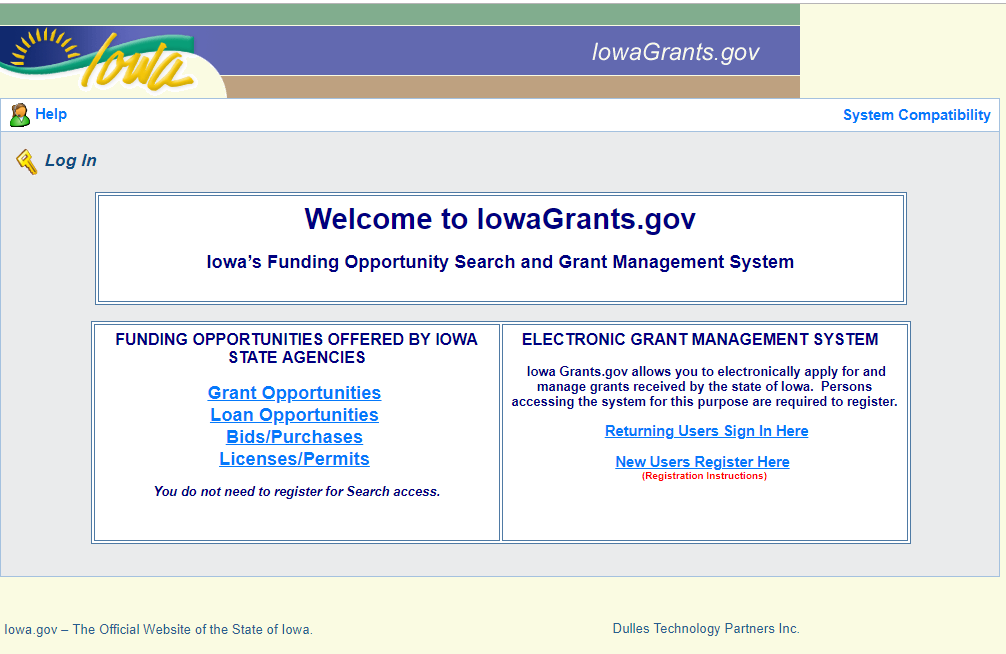 Iowa
IowaGrants.gov
Help
System Compatibility
Log In
Welcome to IowaGrants.gov
Iowa’s Funding Opportunity Search and Grant Management System
FUNDING OPPORTUNITIES OFFERED BY IOWA
STATE AGENCIES
Grant Opportunities
Loan Opportunities
Bids/Purchases
Licenses/Permits
You do not need to register for Search access.
ELECTRONIC GRANT MANAGEMENT SYSTEM
Iowa Grants.gov allows you to electronically apply for and
manage grants received by the state of Iowa.  Persons
accessing the system for this purpose are required to register.
Returning Users Sign In Here
New Users Register Here
(Registration Instructions)
Iowa.gov – The Official Website of the State of Iowa.
Dulles Technology Partners Inc.